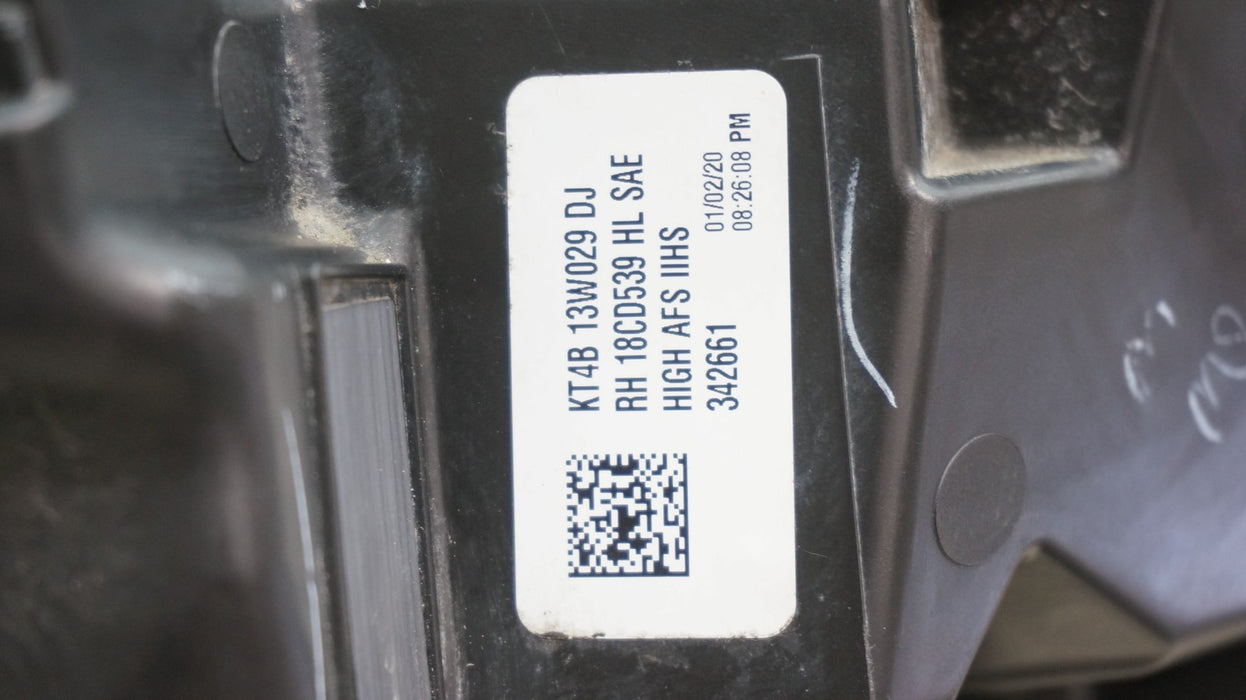 KT4B 13W029 DJ
RH 18CD539 HL SAE
HIGH AFS IIHS
342661
01/02/20
08:26:08 PM